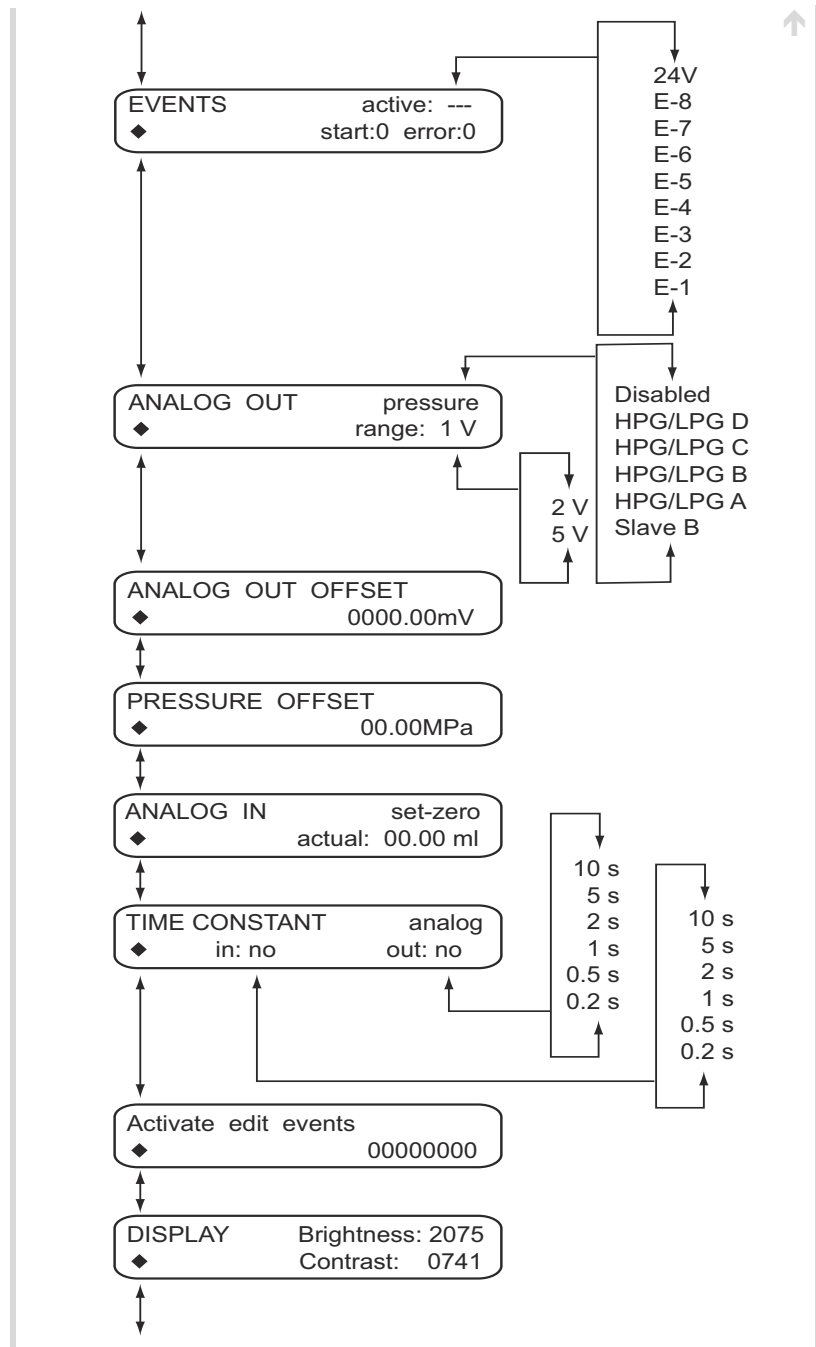 EVENTS active: ---
◆ start:0 error:0
24V
E-8
E-7
E-6
E-5
E-4
E-3
E-2
E-1
ANALOG OUT pressure
◆ range: 1 V
2 V
5 V
Disabled
HPG/LPG D
HPG/LPG C
HPG/LPG B
HPG/LPG A
Slave B
ANALOG OUT OFFSET
◆ 0000.00mV
PRESSURE OFFSET
◆ 00.00MPa
ANALOG IN set-zero
◆ actual: 00.00 ml
TIME CONSTANT analog
◆ in: no out: no
10 s
5 s
2 s
1 s
0.5 s
0.2 s
10 s
5 s
2 s
1 s
0.5 s
0.2 s
Activate edit events
◆ 00000000
DISPLAY Brightness: 2075
◆ Contrast: 0741